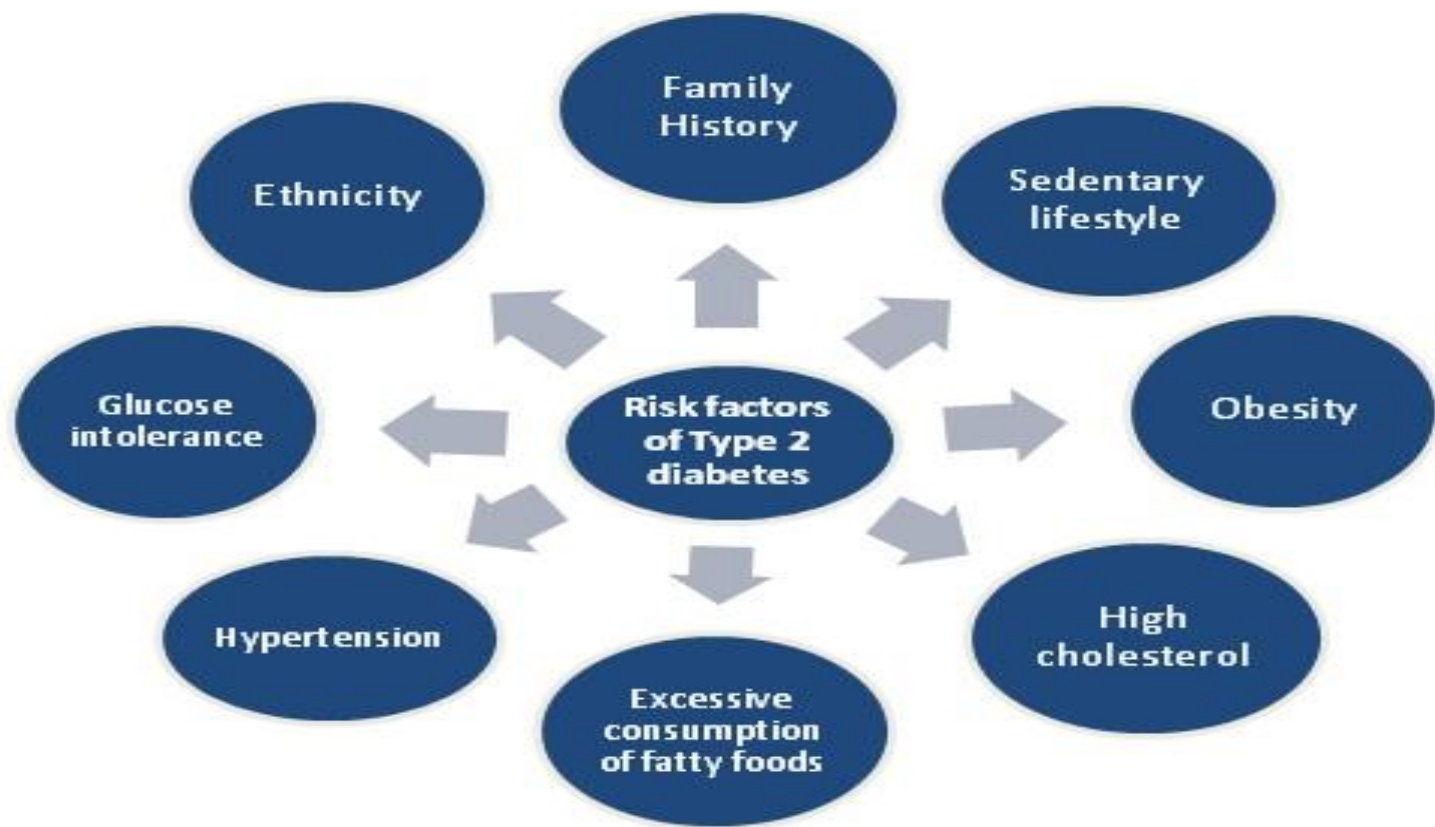 Family
History
Sedentary
lifestyle
Obesity
High
cholesterol
Excessive
consumption
of fatty foods
Hypertension
Glucose
intolerance
Ethnicity
Risk factors
of Type 2
diabetes